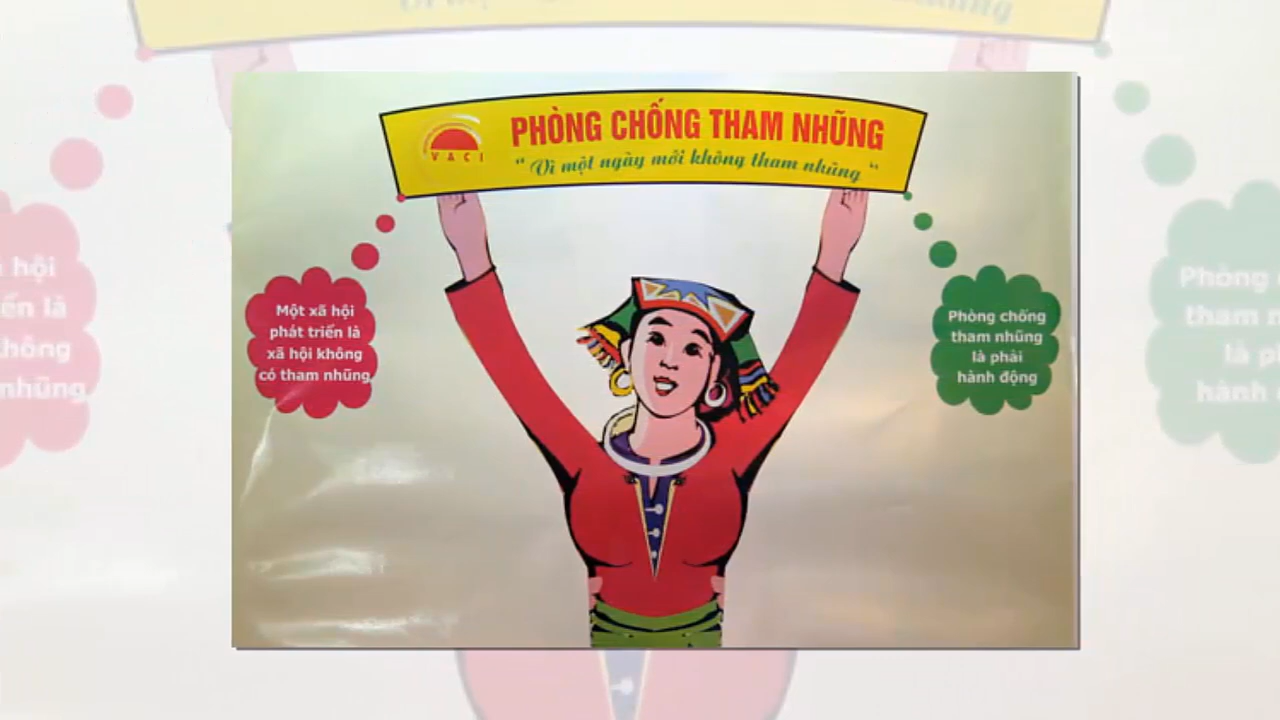 PHÒNG CHỐNG THAM NHŨNG
VACI
“ Vì một ngày mới không tham nhũng “
Một xã hội
phát triển là
xã hội không
có tham nhũng
Phòng chống
tham nhũng
là phải
hành động